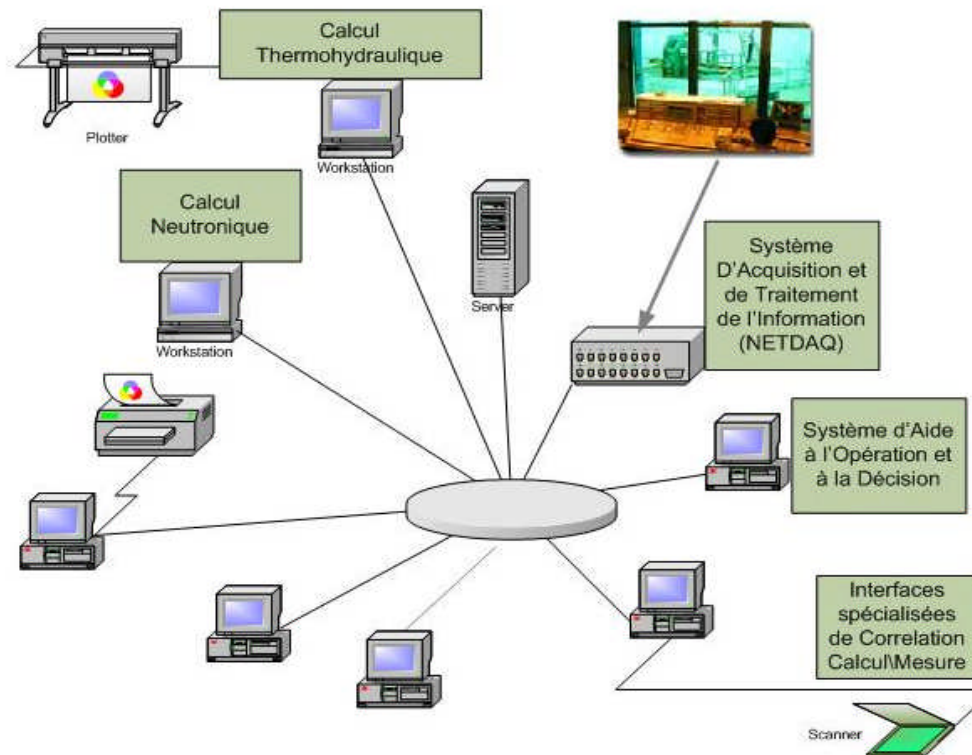 Calcul
Thermohydraulique
Plotter
Workstation
Calcul
Neutronique
Workstation
Server
Système
D'Acquisition et
de Traitement
de l'Information
(NETDAQ)
Système d'Aide
à l'Opération et
à la Décision
Interfaces
spécialisées
de Correlation
Calcul\Mesure
Scanner